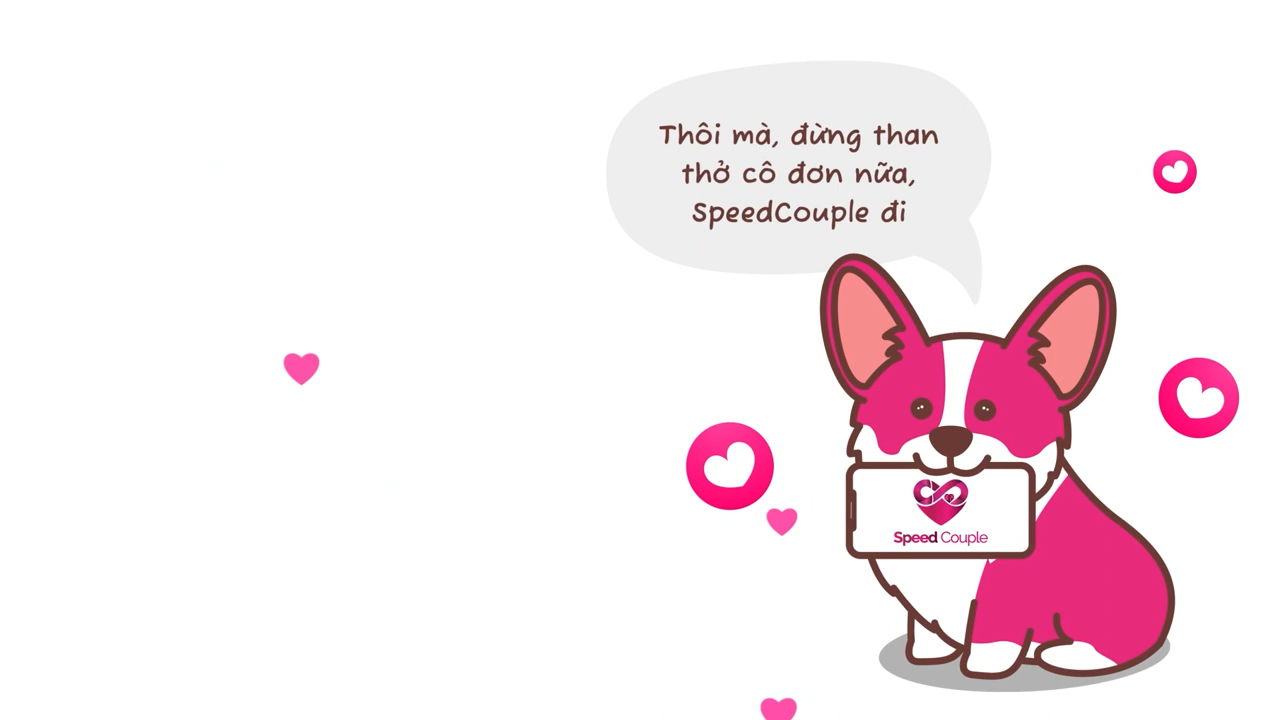 Thôi mà, đừng than
thở cô đơn nữa,
SpeedCouple đi
Speed Couple